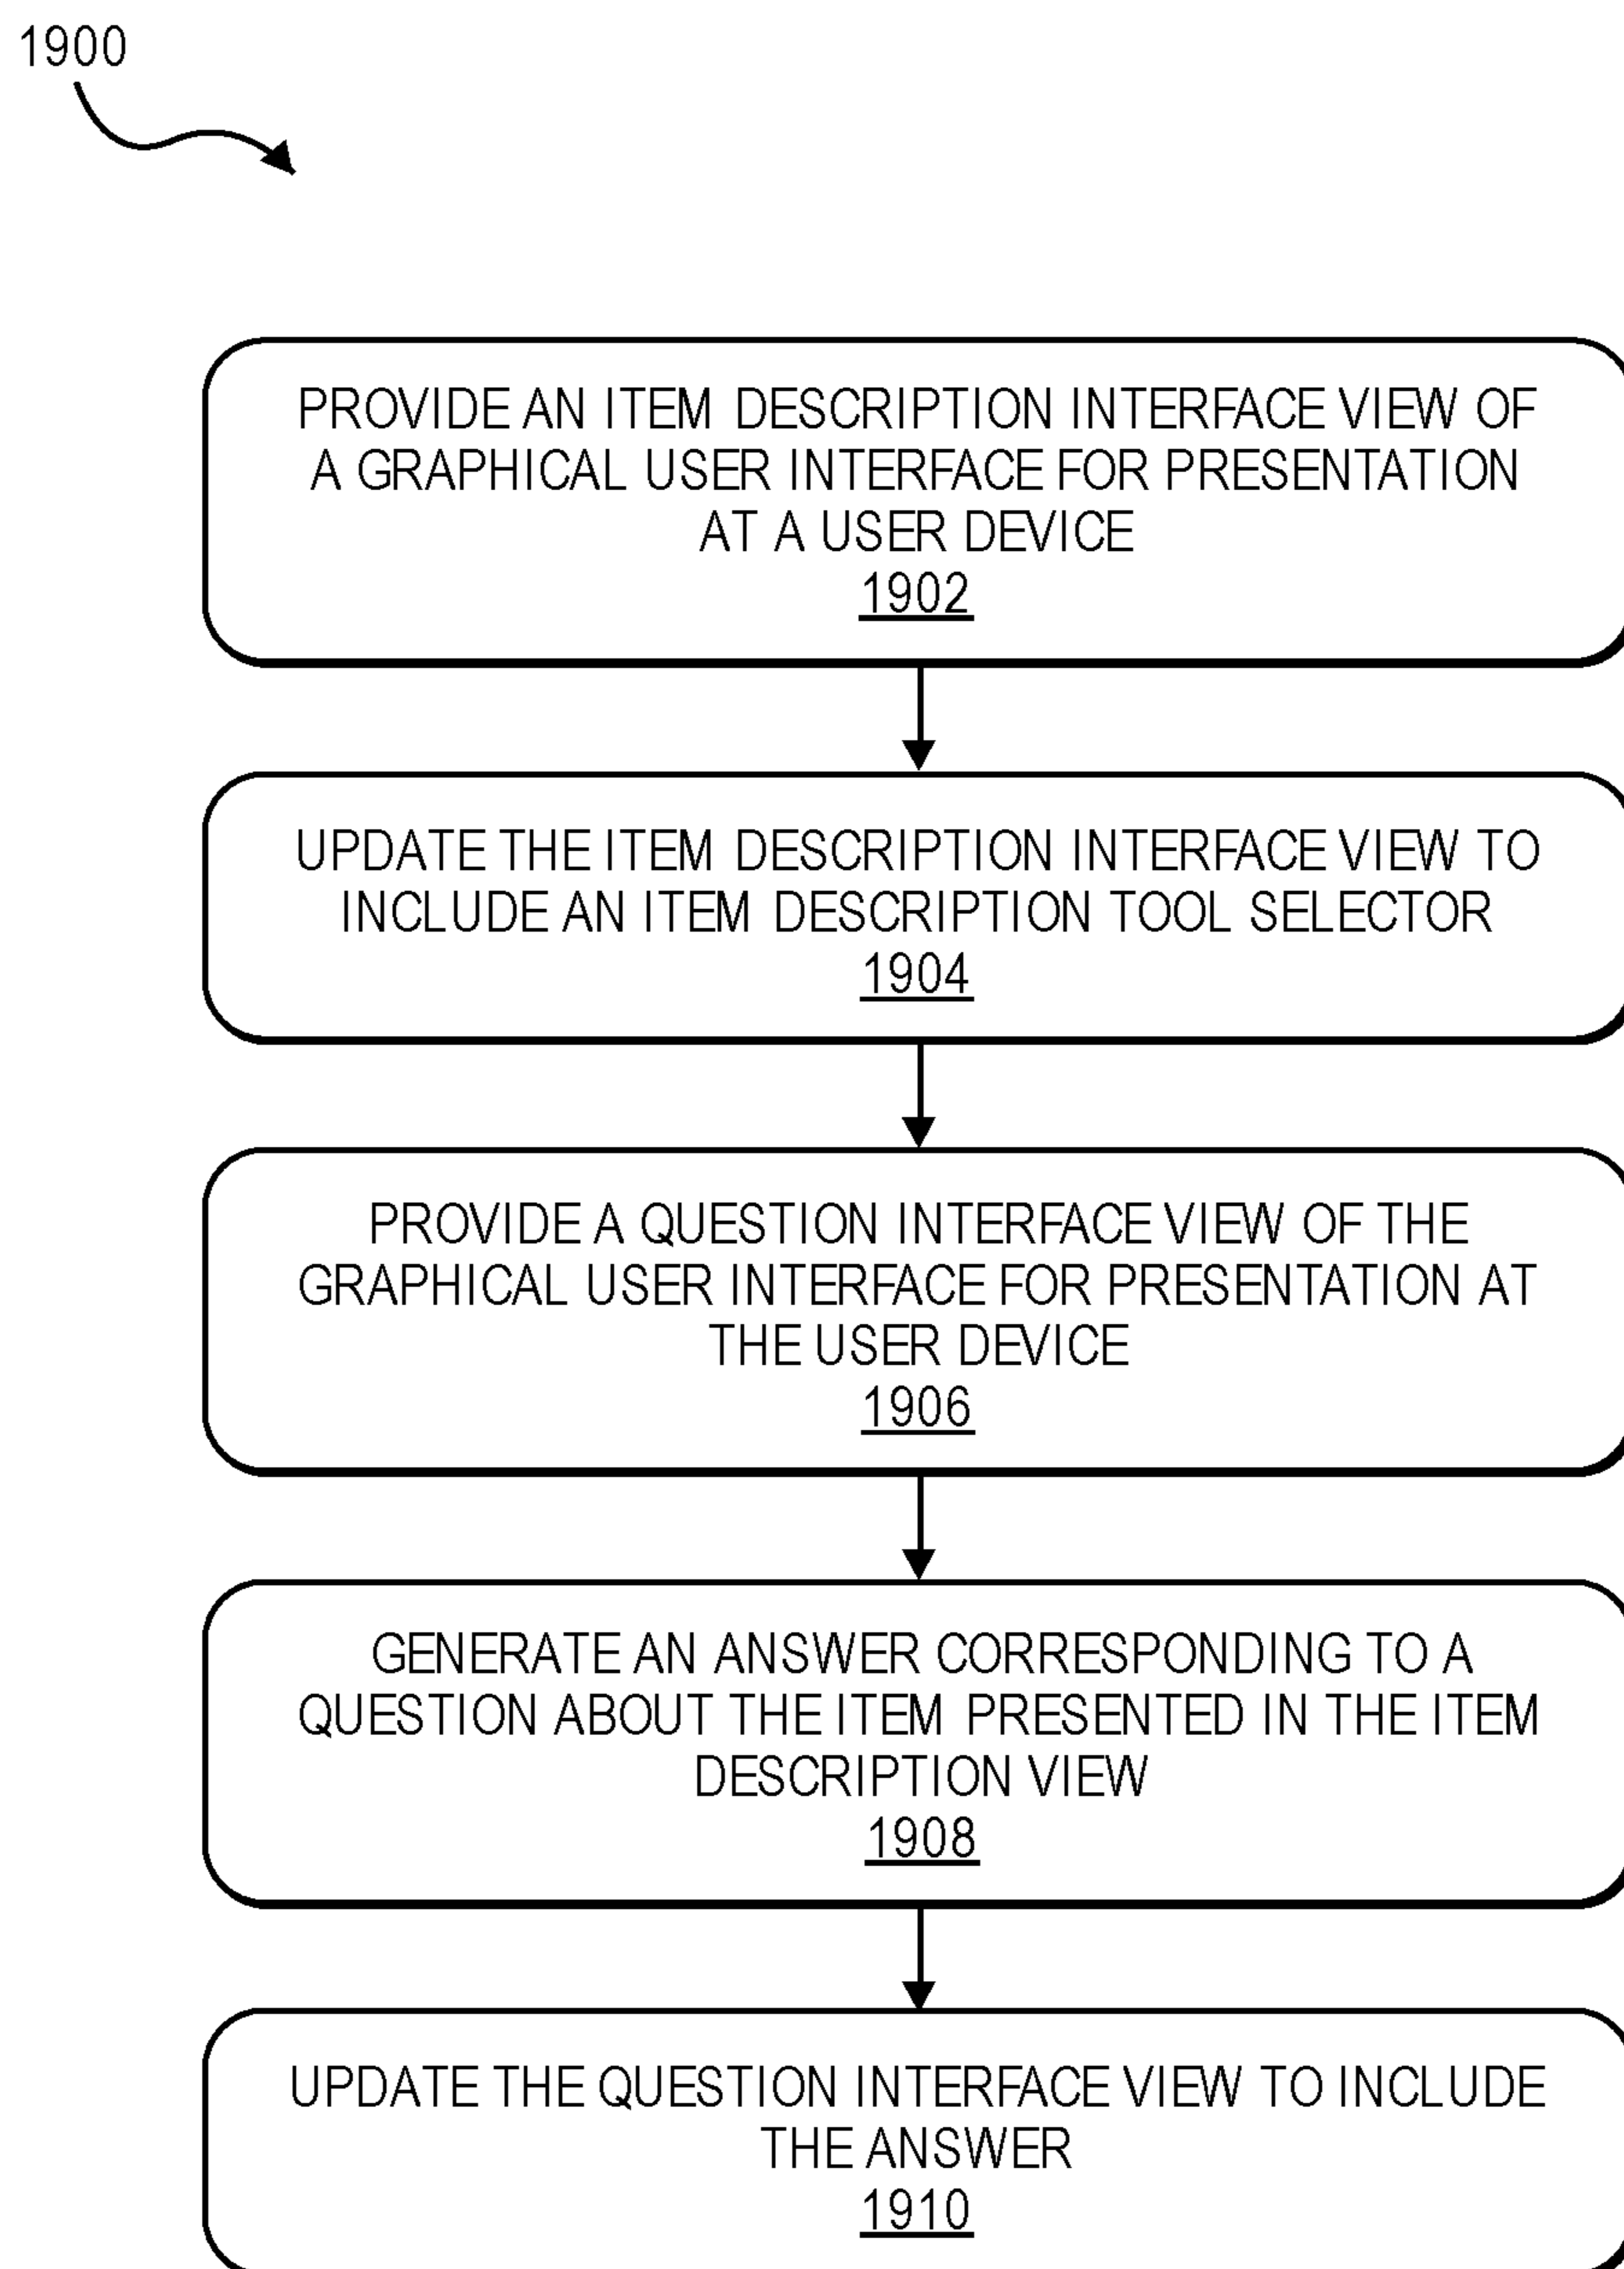 1900
PROVIDE AN ITEM DESCRIPTION INTERFACE VIEW OF
A GRAPHICAL USER INTERFACE FOR PRESENTATION
AT A USER DEVICE
1902
UPDATE THE ITEM DESCRIPTION INTERFACE VIEW TO
INCLUDE AN ITEM DESCRIPTION TOOL SELECTOR
1904
PROVIDE A QUESTION INTERFACE VIEW OF THE
GRAPHICAL USER INTERFACE FOR PRESENTATION AT
THE USER DEVICE
1906
GENERATE AN ANSWER CORRESPONDING TO A
QUESTION ABOUT THE ITEM PRESENTED IN THE ITEM
DESCRIPTION VIEW
1908
UPDATE THE QUESTION INTERFACE VIEW TO INCLUDE
THE ANSWER
1910